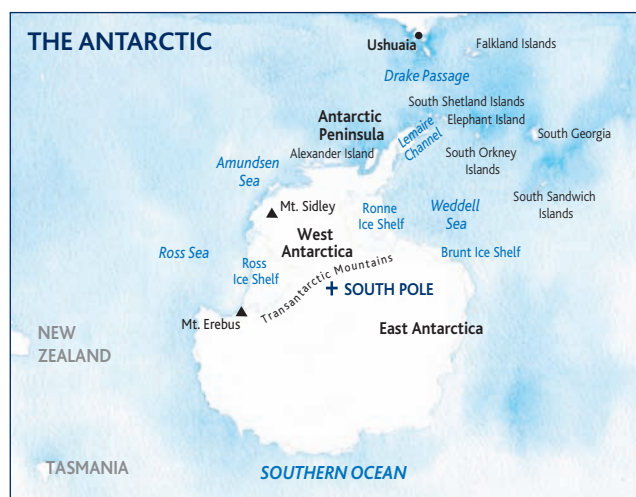 THE ANTARCTIC
Ushuaia
Falkland Islands
Drake Passage
South Shetland Islands
Antarctic
Peninsula
Elephant Island
Lemaire
Channel
South Georgia
Alexander Island
Amundsen
Sea
South Orkney
Islands
Mt. Sidley
Ronne
Ice Shelf
Weddell
Sea
South Sandwich
Islands
West
Antarctica
Ross Sea
Ross
Ice Shelf
Brunt Ice Shelf
Transantarctic Mountains
SOUTH POLE
Mt. Erebus
East Antarctica
NEW
ZEALAND
TASMANIA
SOUTHERN OCEAN